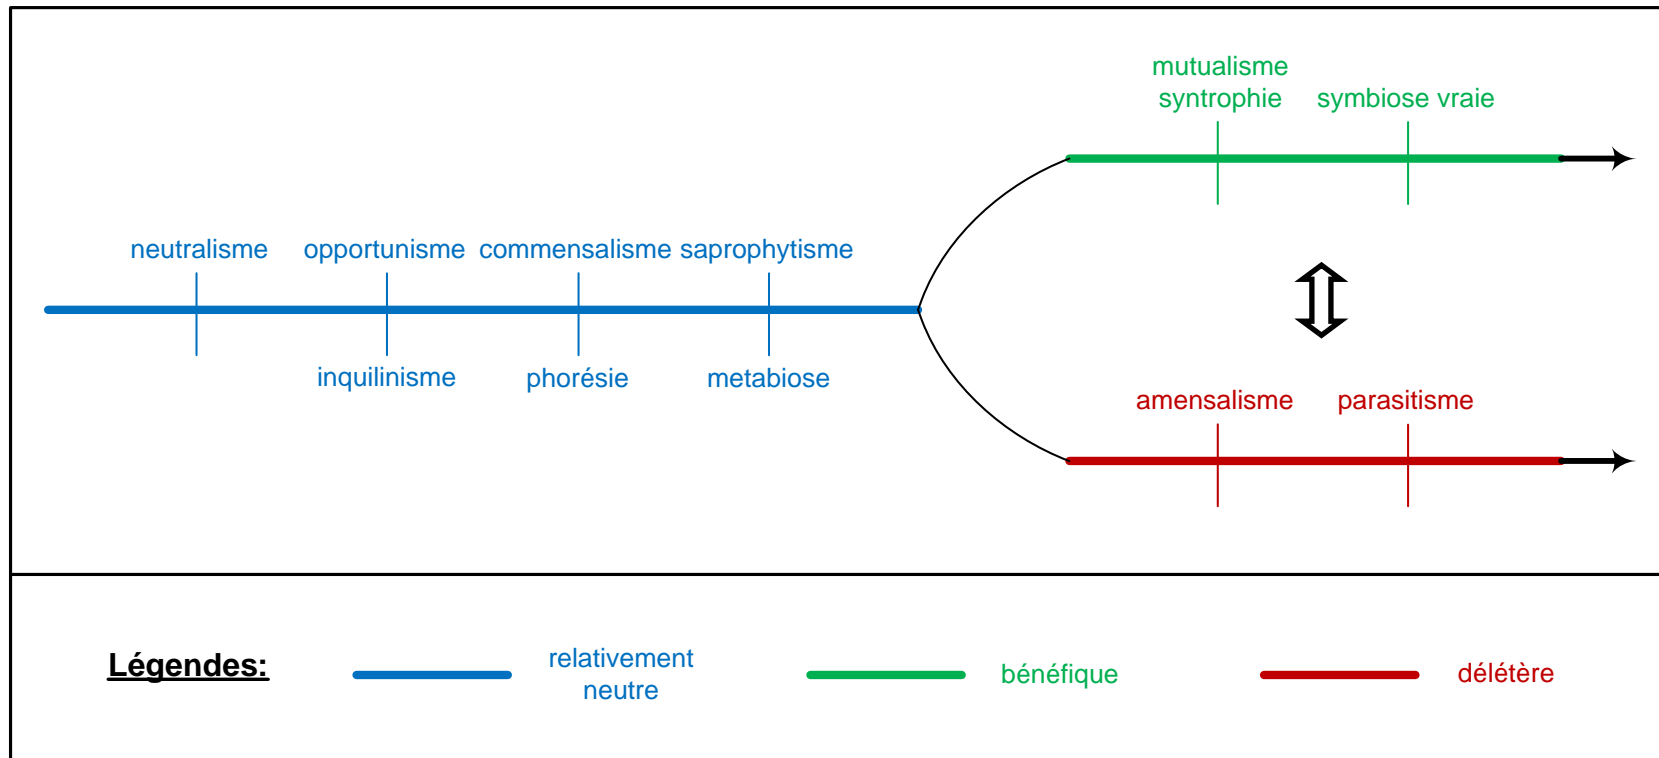 mutualisme
syntrophie symbiose vraie
neutralisme opportunisme commensalisme saprophytisme
inquilinisme phorésie metabiose
amensalisme parasitisme
Légendes:
relativement
neutre
bénéfique
délétère